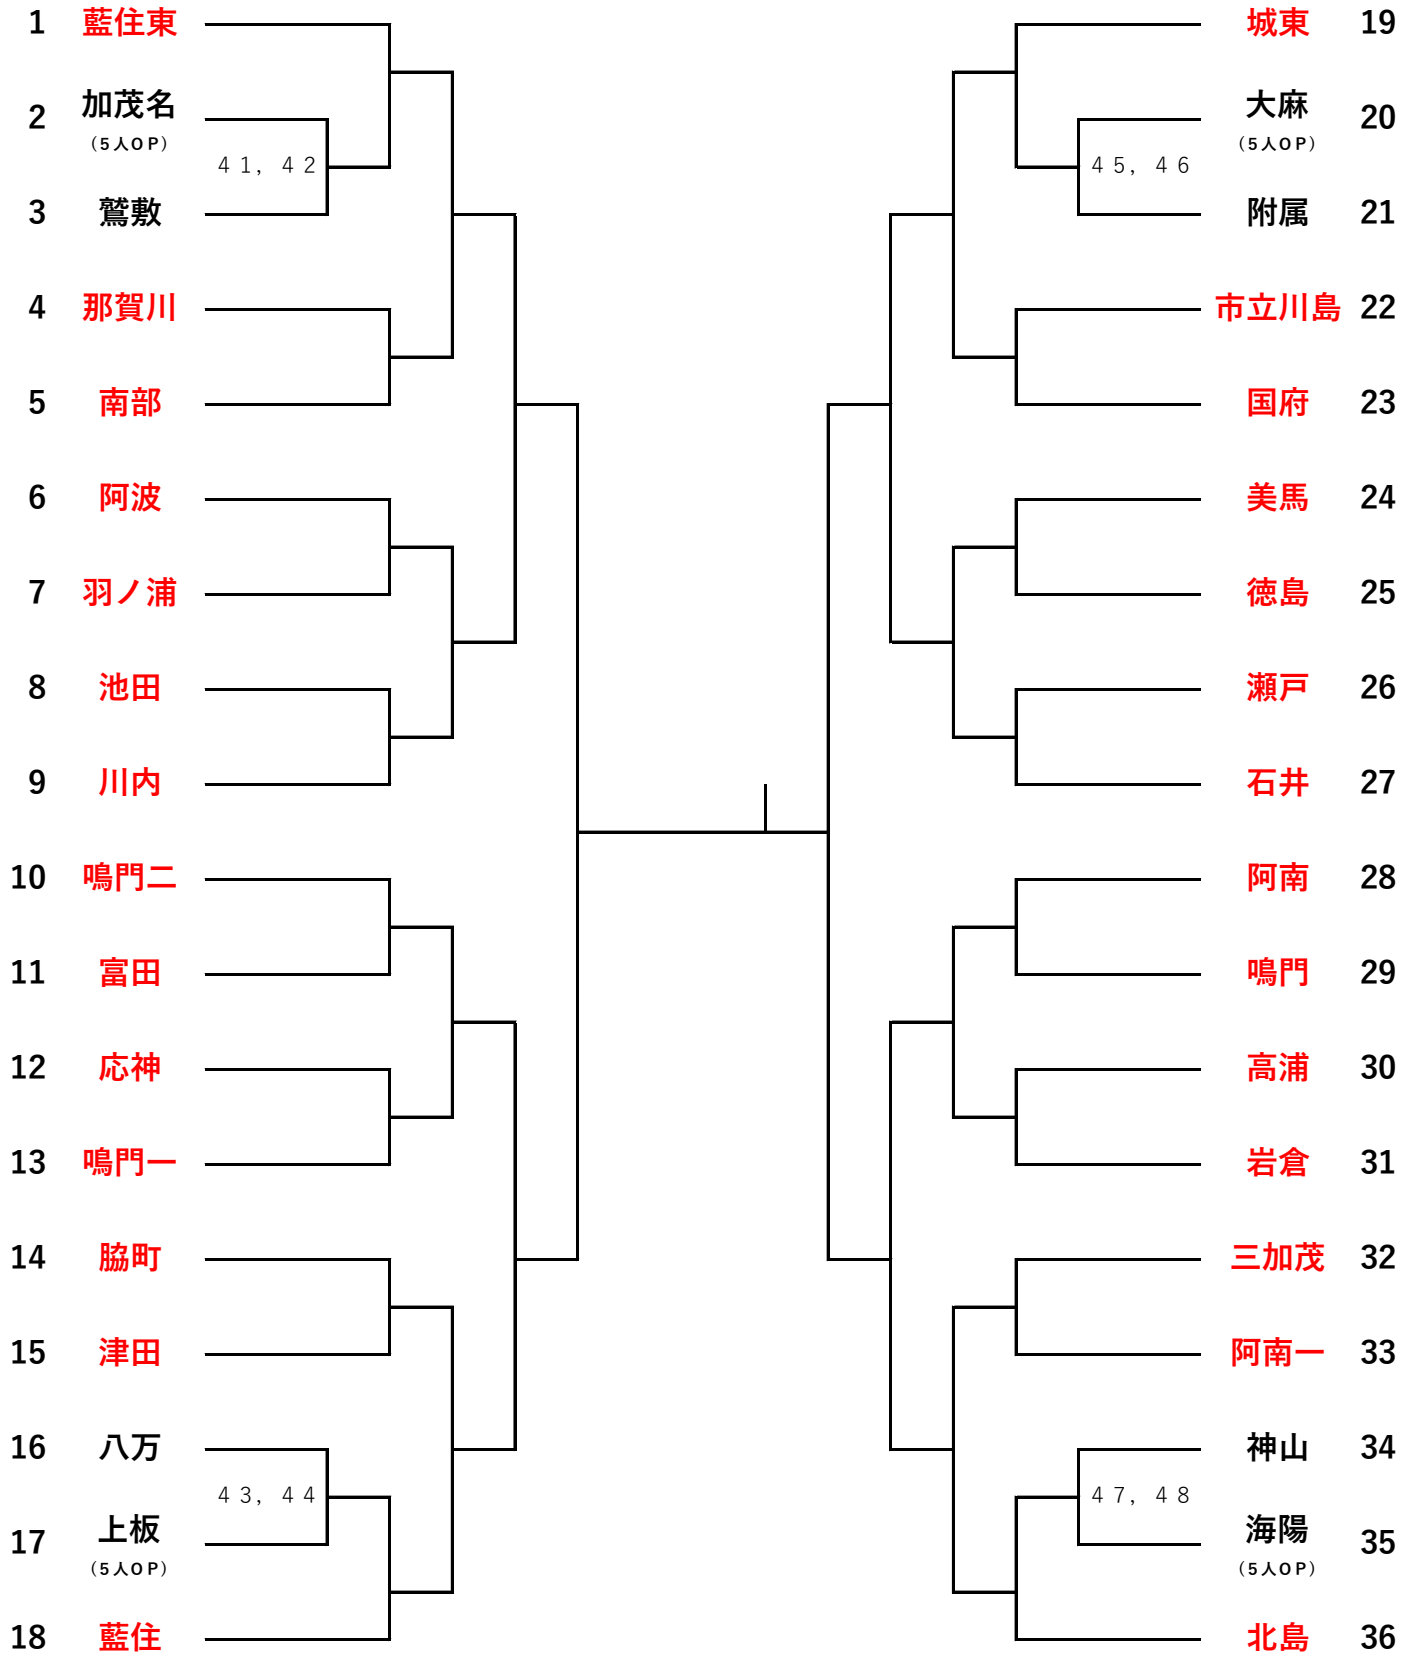 1 藍住東
2 加茂名
（5人OP）
41, 42
3 鷲敷
4 那賀川
5 南部
6 阿波
7 羽ノ浦
8 池田
9 川内
10 鳴門二
11 富田
12 応神
13 鳴門一
14 脇町
15 津田
16 八万
43, 44
17 上板
（5人OP）
18 藍住
城東 19
大麻 20
（5人OP）
45, 46
附属 21
市立川島 22
国府 23
美馬 24
徳島 25
瀬戸 26
石井 27
阿南 28
鳴門 29
高浦 30
岩倉 31
三加茂 32
阿南一 33
神山 34
47, 48
海陽 35
（5人OP）
北島 36